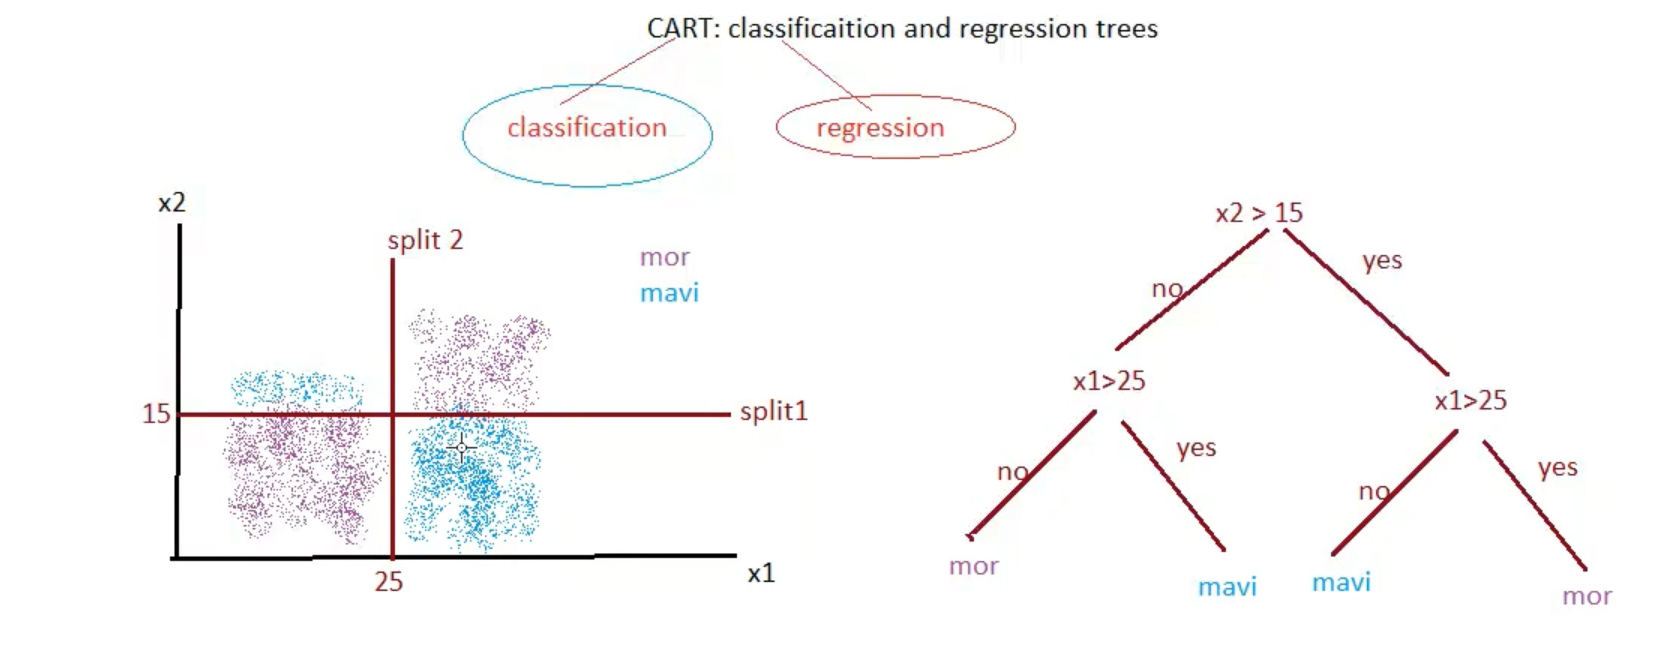 CART: classificaition and regression trees
classification
regression
x2
split 2
mor
mavi
15
split1
25
x1
x2 > 15
no
yes
x1>25
x1>25
no
yes
no
yes
mor
mavi
mavi
mor